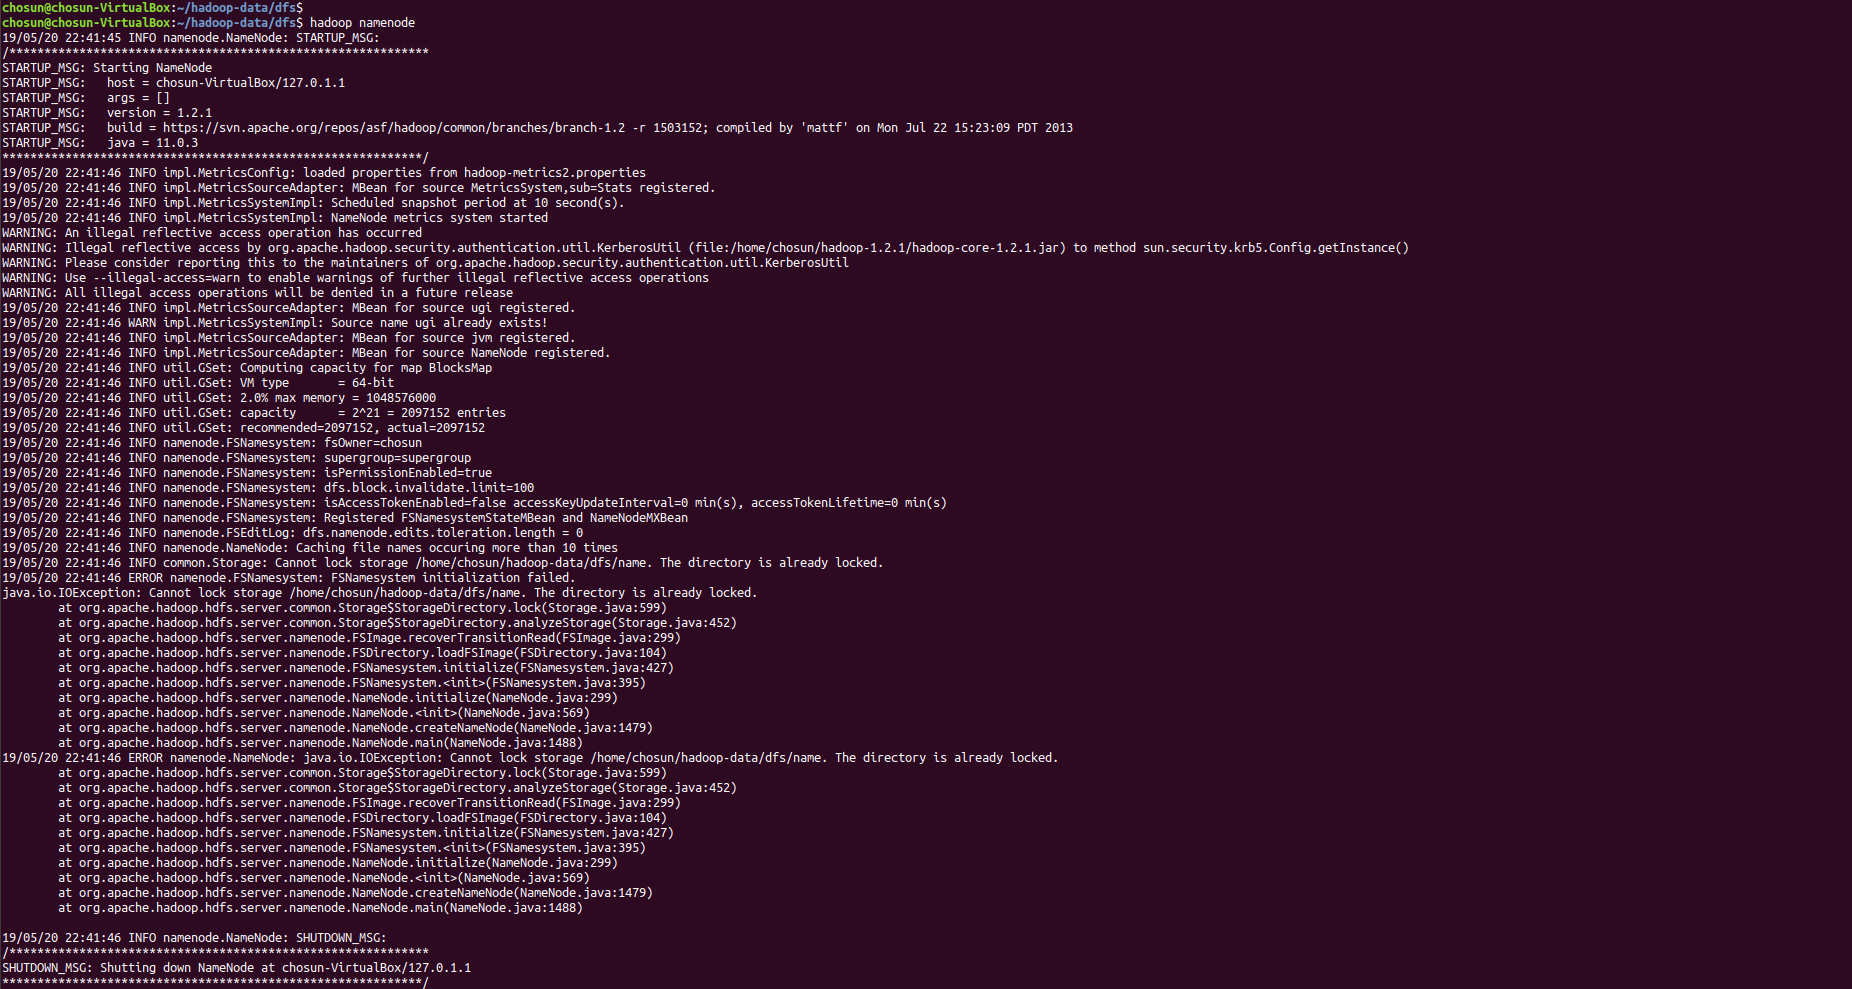 chosun@chosun-VirtualBox:~/hadoop-data/dfs$
chosun@chosun-VirtualBox:~/hadoop-data/dfs$ hadoop namenode
19/05/20 22:41:45 INFO namenode.NameNode: STARTUP_MSG:
/************************************************************
STARTUP_MSG: Starting NameNode
STARTUP_MSG:   host = chosun-VirtualBox/127.0.1.1
STARTUP_MSG:   args = []
STARTUP_MSG:   version = 1.2.1
STARTUP_MSG:   build = https://svn.apache.org/repos/asf/hadoop/common/branches/branch-1.2 -r 1503152; compiled by 'mattf' on Mon Jul 22 15:23:09 PDT 2013
STARTUP_MSG:   java = 11.0.3
************************************************************/
19/05/20 22:41:46 INFO impl.MetricsConfig: loaded properties from hadoop-metrics2.properties
19/05/20 22:41:46 INFO impl.MetricsSourceAdapter: MBean for source MetricsSystem,sub=Stats registered.
19/05/20 22:41:46 INFO impl.MetricsSystemImpl: Scheduled snapshot period at 10 second(s).
19/05/20 22:41:46 INFO impl.MetricsSystemImpl: NameNode metrics system started
WARNING: An illegal reflective access operation has occurred
WARNING: Illegal reflective access by org.apache.hadoop.security.authentication.util.KerberosUtil (file:/home/chosun/hadoop-1.2.1/hadoop-core-1.2.1.jar) to method sun.security.krb5.Config.getInstance()
WARNING: Please consider reporting this to the maintainers of org.apache.hadoop.security.authentication.util.KerberosUtil
WARNING: Use --illegal-access=warn to enable warnings of further illegal reflective access operations
WARNING: All illegal access operations will be denied in a future release
19/05/20 22:41:46 INFO impl.MetricsSourceAdapter: MBean for source ugi registered.
19/05/20 22:41:46 WARN impl.MetricsSystemImpl: Source name ugi already exists!
19/05/20 22:41:46 INFO impl.MetricsSourceAdapter: MBean for source jvm registered.
19/05/20 22:41:46 INFO impl.MetricsSourceAdapter: MBean for source NameNode registered.
19/05/20 22:41:46 INFO util.GSet: Computing capacity for map BlocksMap
19/05/20 22:41:46 INFO util.GSet: VM type       = 64-bit
19/05/20 22:41:46 INFO util.GSet: 2.0% max memory = 1048576000
19/05/20 22:41:46 INFO util.GSet: capacity      = 2^21 = 2097152 entries
19/05/20 22:41:46 INFO util.GSet: recommended=2097152, actual=2097152
19/05/20 22:41:46 INFO namenode.FSNamesystem: fsOwner=chosun
19/05/20 22:41:46 INFO namenode.FSNamesystem: supergroup=supergroup
19/05/20 22:41:46 INFO namenode.FSNamesystem: isPermissionEnabled=true
19/05/20 22:41:46 INFO namenode.FSNamesystem: dfs.block.invalidate.limit=100
19/05/20 22:41:46 INFO namenode.FSNamesystem: isAccessTokenEnabled=false accessKeyUpdateInterval=0 min(s), accessTokenLifetime=0 min(s)
19/05/20 22:41:46 INFO namenode.FSNamesystem: Registered FSNamesystemStateMBean and NameNodeMXBean
19/05/20 22:41:46 INFO namenode.FSEditLog: dfs.namenode.edits.toleration.length = 0
19/05/20 22:41:46 INFO namenode.NameNode: Caching file names occuring more than 10 times
19/05/20 22:41:46 INFO common.Storage: Cannot lock storage /home/chosun/hadoop-data/dfs/name. The directory is already locked.
19/05/20 22:41:46 ERROR namenode.FSNamesystem: FSNamesystem initialization failed.
java.io.IOException: Cannot lock storage /home/chosun/hadoop-data/dfs/name. The directory is already locked.
        at org.apache.hadoop.hdfs.server.common.Storage$StorageDirectory.lock(Storage.java:599)
        at org.apache.hadoop.hdfs.server.common.Storage$StorageDirectory.analyzeStorage(Storage.java:452)
        at org.apache.hadoop.hdfs.server.namenode.FSImage.recoverTransitionRead(FSImage.java:299)
        at org.apache.hadoop.hdfs.server.namenode.FSDirectory.loadFSImage(FSDirectory.java:104)
        at org.apache.hadoop.hdfs.server.namenode.FSNamesystem.initialize(FSNamesystem.java:427)
        at org.apache.hadoop.hdfs.server.namenode.FSNamesystem.<init>(FSNamesystem.java:395)
        at org.apache.hadoop.hdfs.server.namenode.NameNode.initialize(NameNode.java:299)
        at org.apache.hadoop.hdfs.server.namenode.NameNode.<init>(NameNode.java:569)
        at org.apache.hadoop.hdfs.server.namenode.NameNode.createNameNode(NameNode.java:1479)
        at org.apache.hadoop.hdfs.server.namenode.NameNode.main(NameNode.java:1488)
19/05/20 22:41:46 ERROR namenode.NameNode: java.io.IOException: Cannot lock storage /home/chosun/hadoop-data/dfs/name. The directory is already locked.
        at org.apache.hadoop.hdfs.server.common.Storage$StorageDirectory.lock(Storage.java:599)
        at org.apache.hadoop.hdfs.server.common.Storage$StorageDirectory.analyzeStorage(Storage.java:452)
        at org.apache.hadoop.hdfs.server.namenode.FSImage.recoverTransitionRead(FSImage.java:299)
        at org.apache.hadoop.hdfs.server.namenode.FSDirectory.loadFSImage(FSDirectory.java:104)
        at org.apache.hadoop.hdfs.server.namenode.FSNamesystem.initialize(FSNamesystem.java:427)
        at org.apache.hadoop.hdfs.server.namenode.FSNamesystem.<init>(FSNamesystem.java:395)
        at org.apache.hadoop.hdfs.server.namenode.NameNode.initialize(NameNode.java:299)
        at org.apache.hadoop.hdfs.server.namenode.NameNode.<init>(NameNode.java:569)
        at org.apache.hadoop.hdfs.server.namenode.NameNode.createNameNode(NameNode.java:1479)
        at org.apache.hadoop.hdfs.server.namenode.NameNode.main(NameNode.java:1488)

19/05/20 22:41:46 INFO namenode.NameNode: SHUTDOWN_MSG:
/************************************************************
SHUTDOWN_MSG: Shutting down NameNode at chosun-VirtualBox/127.0.1.1
************************************************************/